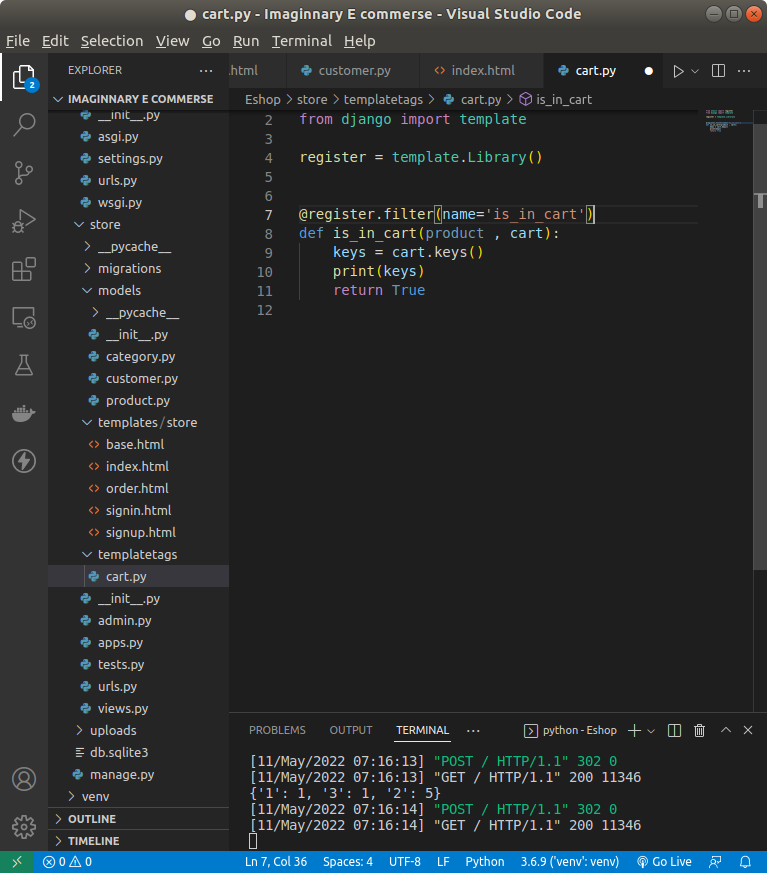 cart.py - Imaginnary E commerse - Visual Studio Code
File Edit Selection View Go Run Terminal Help
EXPLORER
.html customer.py index.html cart.py
IMAGINNARY E COMMERSE
__init__.py
asgi.py
settings.py
urls.py
wsgi.py
store
__pycache__
migrations
models
__pycache__
__init__.py
category.py
customer.py
product.py
templates/store
base.html
index.html
order.html
signin.html
signup.html
templatetags
cart.py
__init__.py
admin.py
apps.py
tests.py
urls.py
views.py
uploads
db.sqlite3
manage.py
venv
OUTLINE
TIMELINE
2
Eshop > store > templatetags > cart.py > is_in_cart
2 from django import template
3
4 register = template.Library()
5
6
7 @register.filter(name='is_in_cart')
8 def is_in_cart(product , cart):
9 keys = cart.keys()
10 print(keys)
11 return True
12
PROBLEMS OUTPUT TERMINAL ··· python - Eshop
[11/May/2022 07:16:13] "POST / HTTP/1.1" 302 0
[11/May/2022 07:16:13] "GET / HTTP/1.1" 200 11346
{'1': 1, '3': 1, '2': 5}
[11/May/2022 07:16:14] "POST / HTTP/1.1" 302 0
[11/May/2022 07:16:14] "GET / HTTP/1.1" 200 11346
0 0 Ln 7, Col 36 Spaces: 4 UTF-8 LF Python 3.6.9 ('venv': venv) Go Live